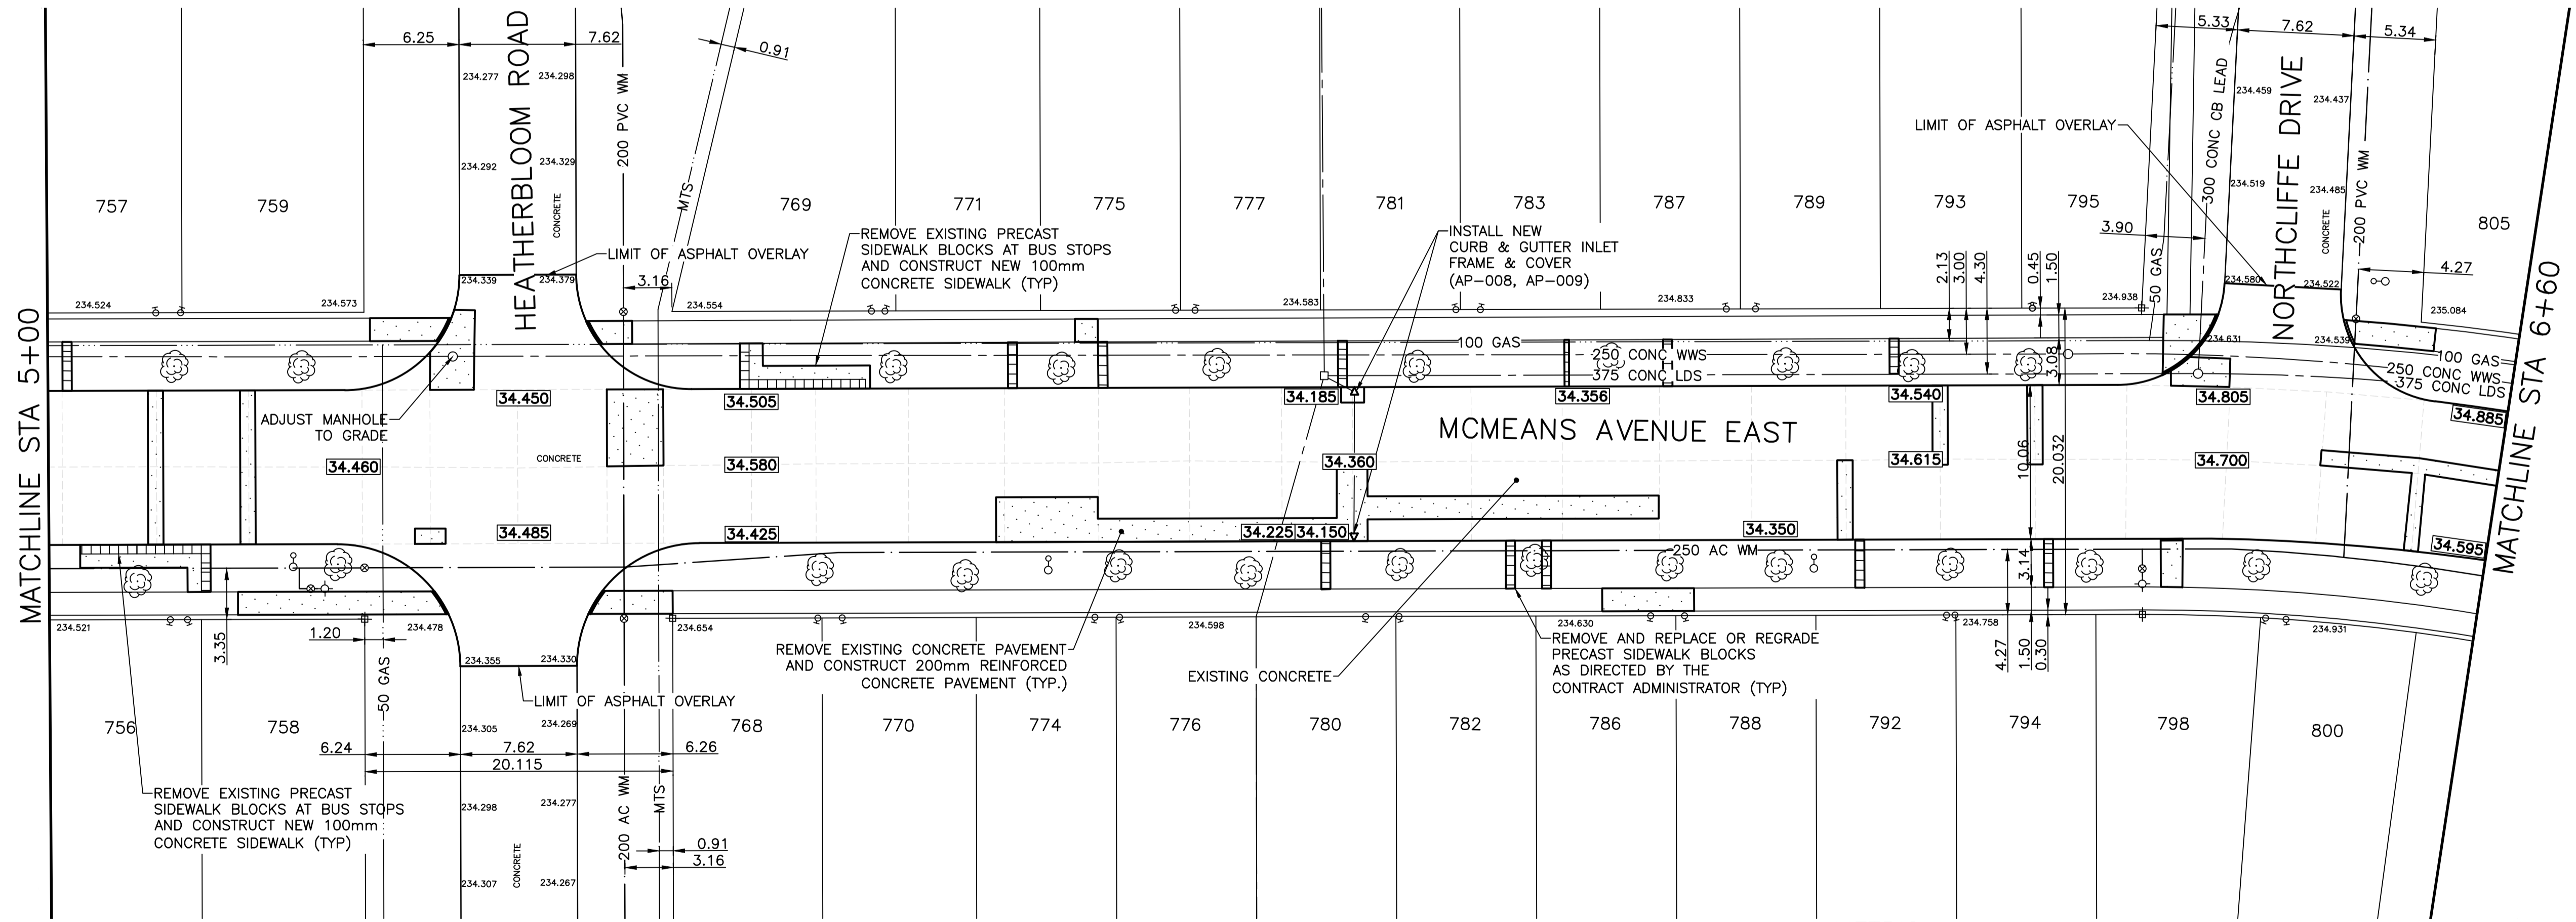 6.25
7.62
0.91
5.33
7.62
5.34
HEATHERBLOOM ROAD
234.277
234.298
200 PVC WM
MTS
300 CONC CB LEAD
234.459
234.437
NORTHCLIFFE DRIVE
LIMIT OF ASPHALT OVERLAY
234.292
234.329
CONCRETE
234.519
234.485
200 PVC WM
CONCRETE
757
759
769
771
775
777
781
783
787
789
793
795
805
3.90
50 GAS
4.27
REMOVE EXISTING PRECAST
SIDEWALK BLOCKS AT BUS STOPS
AND CONSTRUCT NEW 100mm
CONCRETE SIDEWALK (TYP)
INSTALL NEW
CURB & GUTTER INLET
FRAME & COVER
(AP-008, AP-009)
LIMIT OF ASPHALT OVERLAY
2.13
3.00
4.30
0.45
1.50
234.339
234.379
3.16
234.580
234.522
234.524
234.573
234.554
234.583
234.833
234.938
235.084
MATCHLINE STA 5+00
MATCHLINE STA 6+60
100 GAS
250 CONC WWS
375 CONC LDS
3.08
234.631
234.539
100 GAS
250 CONC WWS
375 CONC LDS
ADJUST MANHOLE
TO GRADE
34.450
34.505
34.185
34.356
34.540
34.805
34.885
MCMEANS AVENUE EAST
CONCRETE
34.460
34.580
34.360
34.615
34.700
10.06
20.032
34.485
34.425
34.225
34.150
34.350
34.595
250 AC WM
3.14
234.521
234.478
234.654
234.598
234.630
234.758
234.931
3.35
1.20
4.27
1.50
0.30
50 GAS
234.355
234.330
REMOVE EXISTING CONCRETE PAVEMENT
AND CONSTRUCT 200mm REINFORCED
CONCRETE PAVEMENT (TYP.)
EXISTING CONCRETE
REMOVE AND REPLACE OR REGRADE
PRECAST SIDEWALK BLOCKS
AS DIRECTED BY THE
CONTRACT ADMINISTRATOR (TYP)
LIMIT OF ASPHALT OVERLAY
756
758
234.305
234.269
768
770
774
776
780
782
786
788
792
794
798
800
6.24
7.62
6.26
20.115
200 AC WM
MTS
REMOVE EXISTING PRECAST
SIDEWALK BLOCKS AT BUS STOPS
AND CONSTRUCT NEW 100mm
CONCRETE SIDEWALK (TYP)
234.298
234.277
CONCRETE
0.91
3.16
234.307
234.267